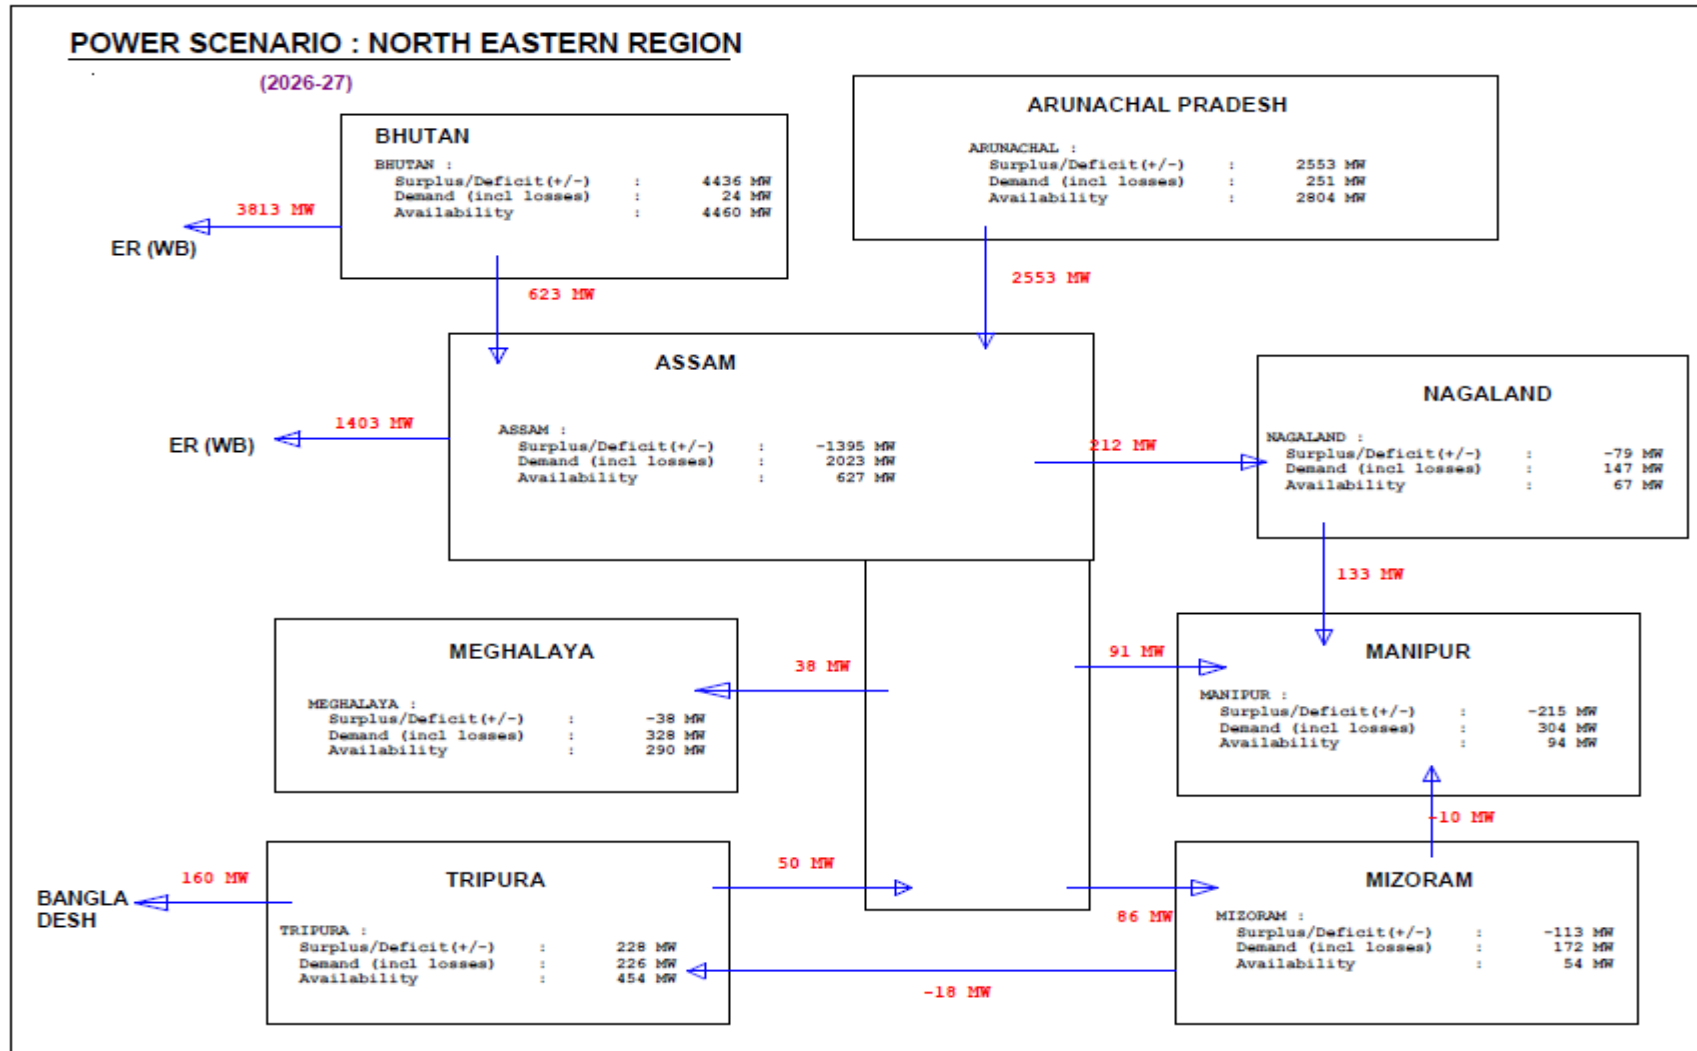 POWER SCENARIO : NORTH EASTERN REGION
(2026-27)
BHUTAN
BHUTAN :
Surplus/Deficit(+/-) : 4436 MW
Demand (incl losses) : 24 MW
Availability : 4460 MW
ARUNACHAL PRADESH
ARUNACHAL :
Surplus/Deficit(+/-) : 2553 MW
Demand (incl losses) : 251 MW
Availability : 2804 MW
3813 MW
ER (WB)
623 MW
2553 MW
ASSAM
ASSAM :
Surplus/Deficit(+/-) : -1395 MW
Demand (incl losses) : 2023 MW
Availability : 627 MW
1403 MW
ER (WB)
212 MW
NAGALAND
NAGALAND :
Surplus/Deficit(+/-) : -79 MW
Demand (incl losses) : 147 MW
Availability : 67 MW
133 MW
MEGHALAYA
MEGHALAYA :
Surplus/Deficit(+/-) : -38 MW
Demand (incl losses) : 328 MW
Availability : 290 MW
38 MW
91 MW
MANIPUR
MANIPUR :
Surplus/Deficit(+/-) : -215 MW
Demand (incl losses) : 304 MW
Availability : 94 MW
-10 MW
160 MW
BANGLA
DESH
TRIPURA
TRIPURA :
Surplus/Deficit(+/-) : 228 MW
Demand (incl losses) : 226 MW
Availability : 454 MW
50 MW
86 MW
-18 MW
MIZORAM
MIZORAM :
Surplus/Deficit(+/-) : -113 MW
Demand (incl losses) : 172 MW
Availability : 54 MW